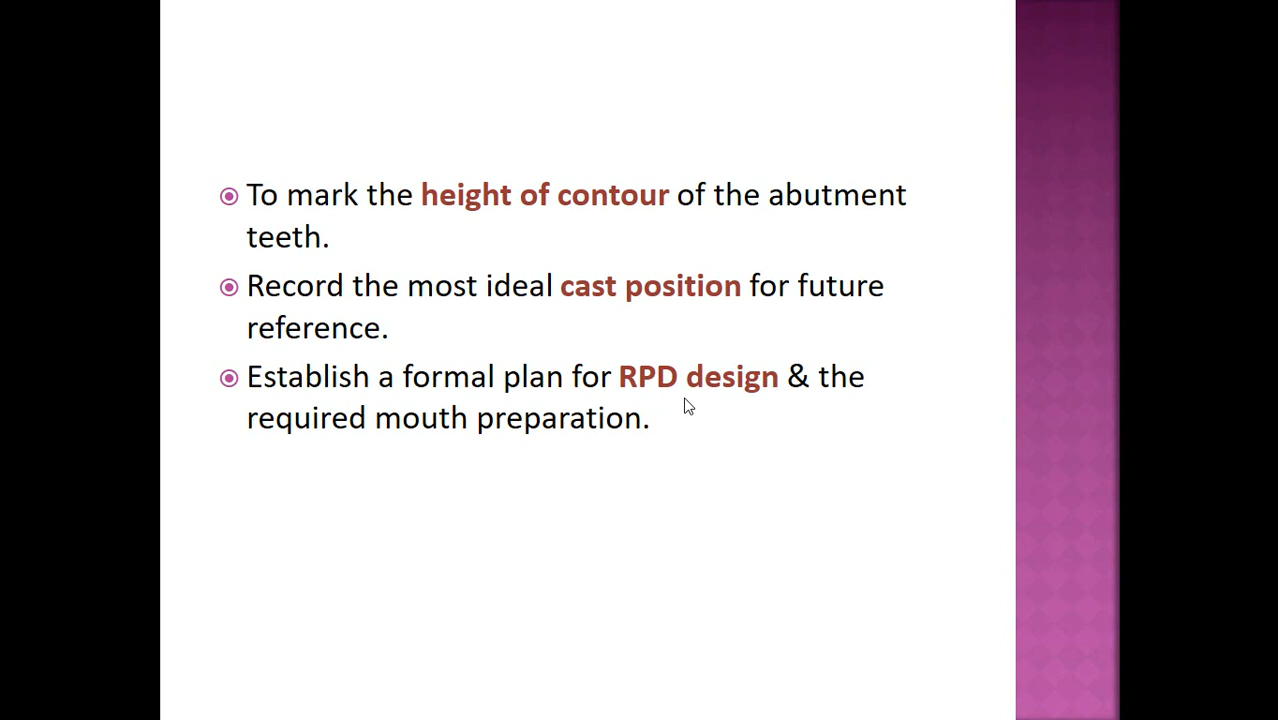 To mark the height of contour of the abutment
teeth.
Record the most ideal cast position for future
reference.
Establish a formal plan for RPD design & the
required mouth preparation.